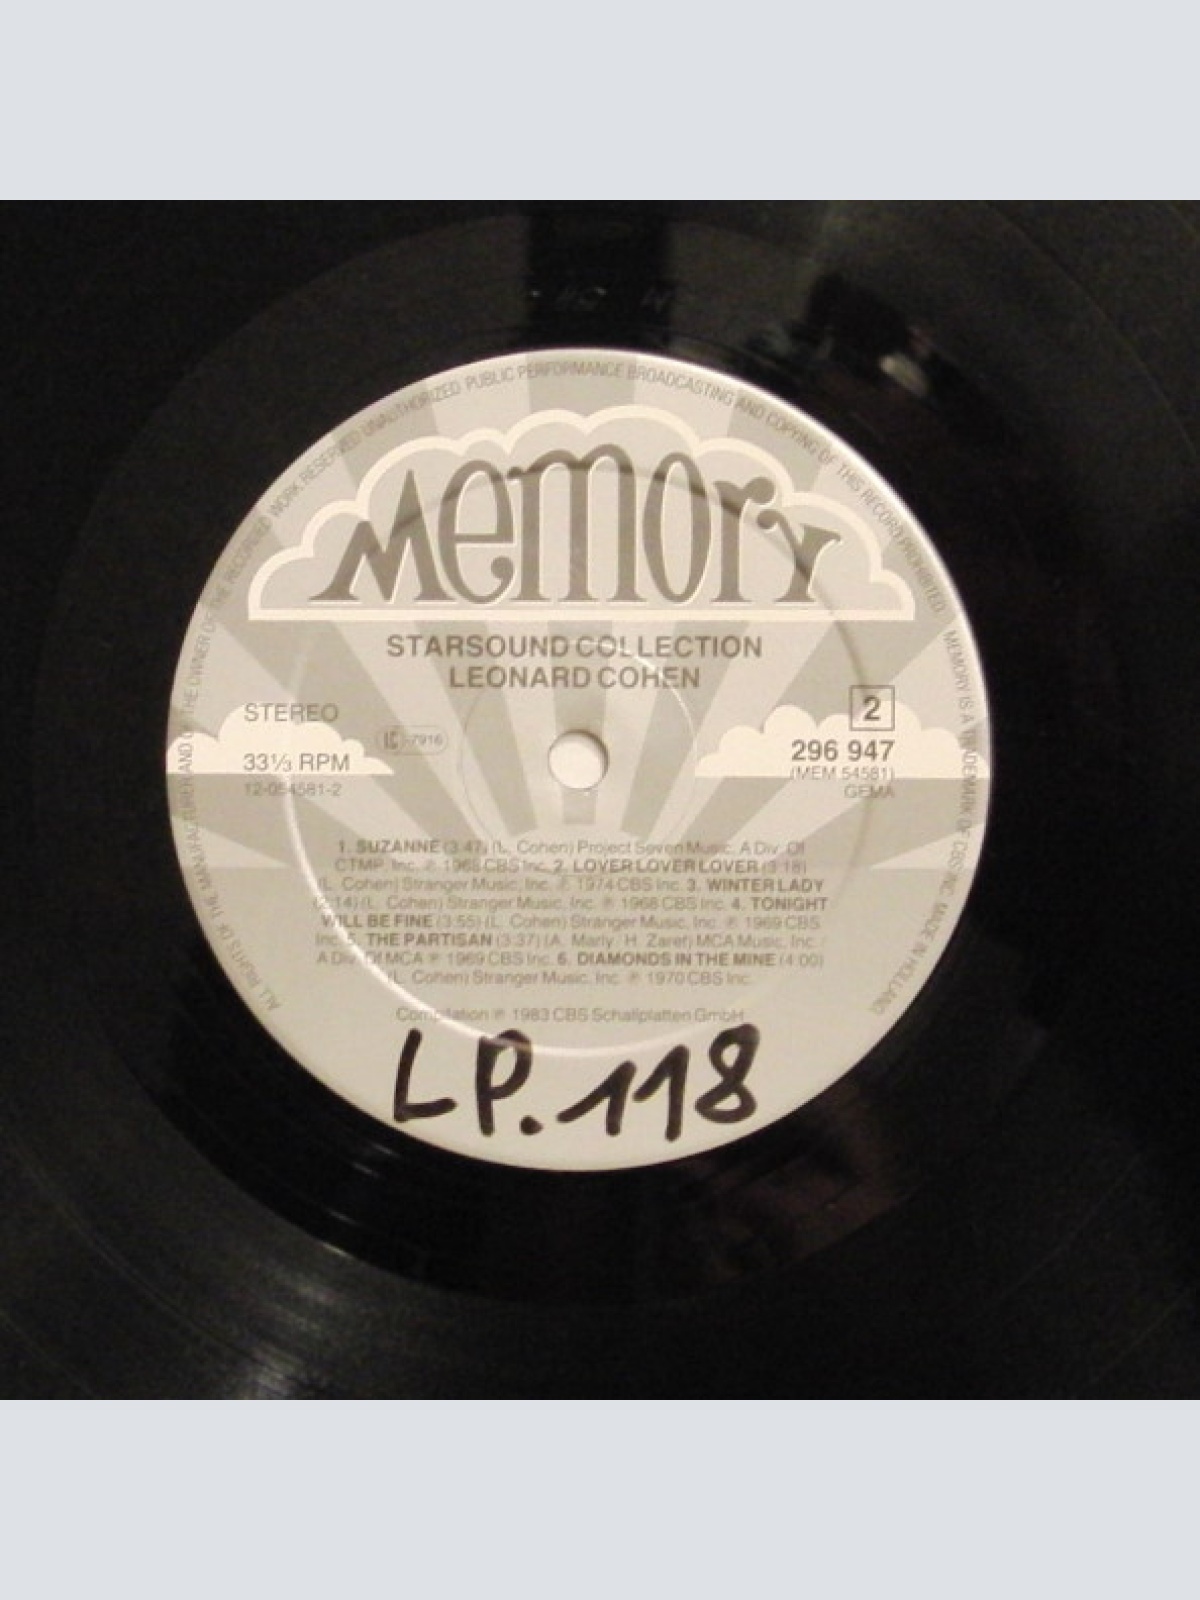 ALL RIGHTS OF THE MANUFACTURER AND OF THE OWNER OF THE RECORDED WORK RESERVED UNAUTHORIZED PUBLIC PERFORMANCE BROADCASTING AND COPYING OF THIS RECORD PROHIBITED MEMORY IS A TRADEMARK OF CBS INC. MADE IN HOLLAND
Memory
STARSOUND COLLECTION
LEONARD COHEN
STEREO
LC 7916
2
33⅓ RPM
296 947
12-054581-2
(MEM 54581)
GEMA
1. SUZANNE (3:47) (L. Cohen) Project Seven Music. A Div. Of
CTMP, Inc. ℗ 1968 CBS Inc. 2. LOVER LOVER LOVER (3:18)
(L. Cohen) Stranger Music, Inc. ℗ 1974 CBS Inc. 3. WINTER LADY
(2:14) (L. Cohen) Stranger Music, Inc. ℗ 1968 CBS Inc. 4. TONIGHT
WILL BE FINE (3:55) (L. Cohen) Stranger Music, Inc. ℗ 1969 CBS
Inc. 5. THE PARTISAN (3:37) (A. Marly/H. Zaret) MCA Music, Inc./
A Div. Of MCA ℗ 1969 CBS Inc. 6. DIAMONDS IN THE MINE (4:00)
(L. Cohen) Stranger Music, Inc. ℗ 1970 CBS Inc.
Compilation ℗ 1983 CBS Schallplatten GmbH
LP. 118